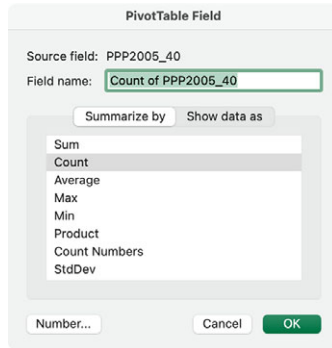 PivotTable Field
Source field: PPP2005_40
Field name: Count of PPP2005_40
Summarize by Show data as
Sum
Count
Average
Max
Min
Product
Count Numbers
StdDev
Number... Cancel OK